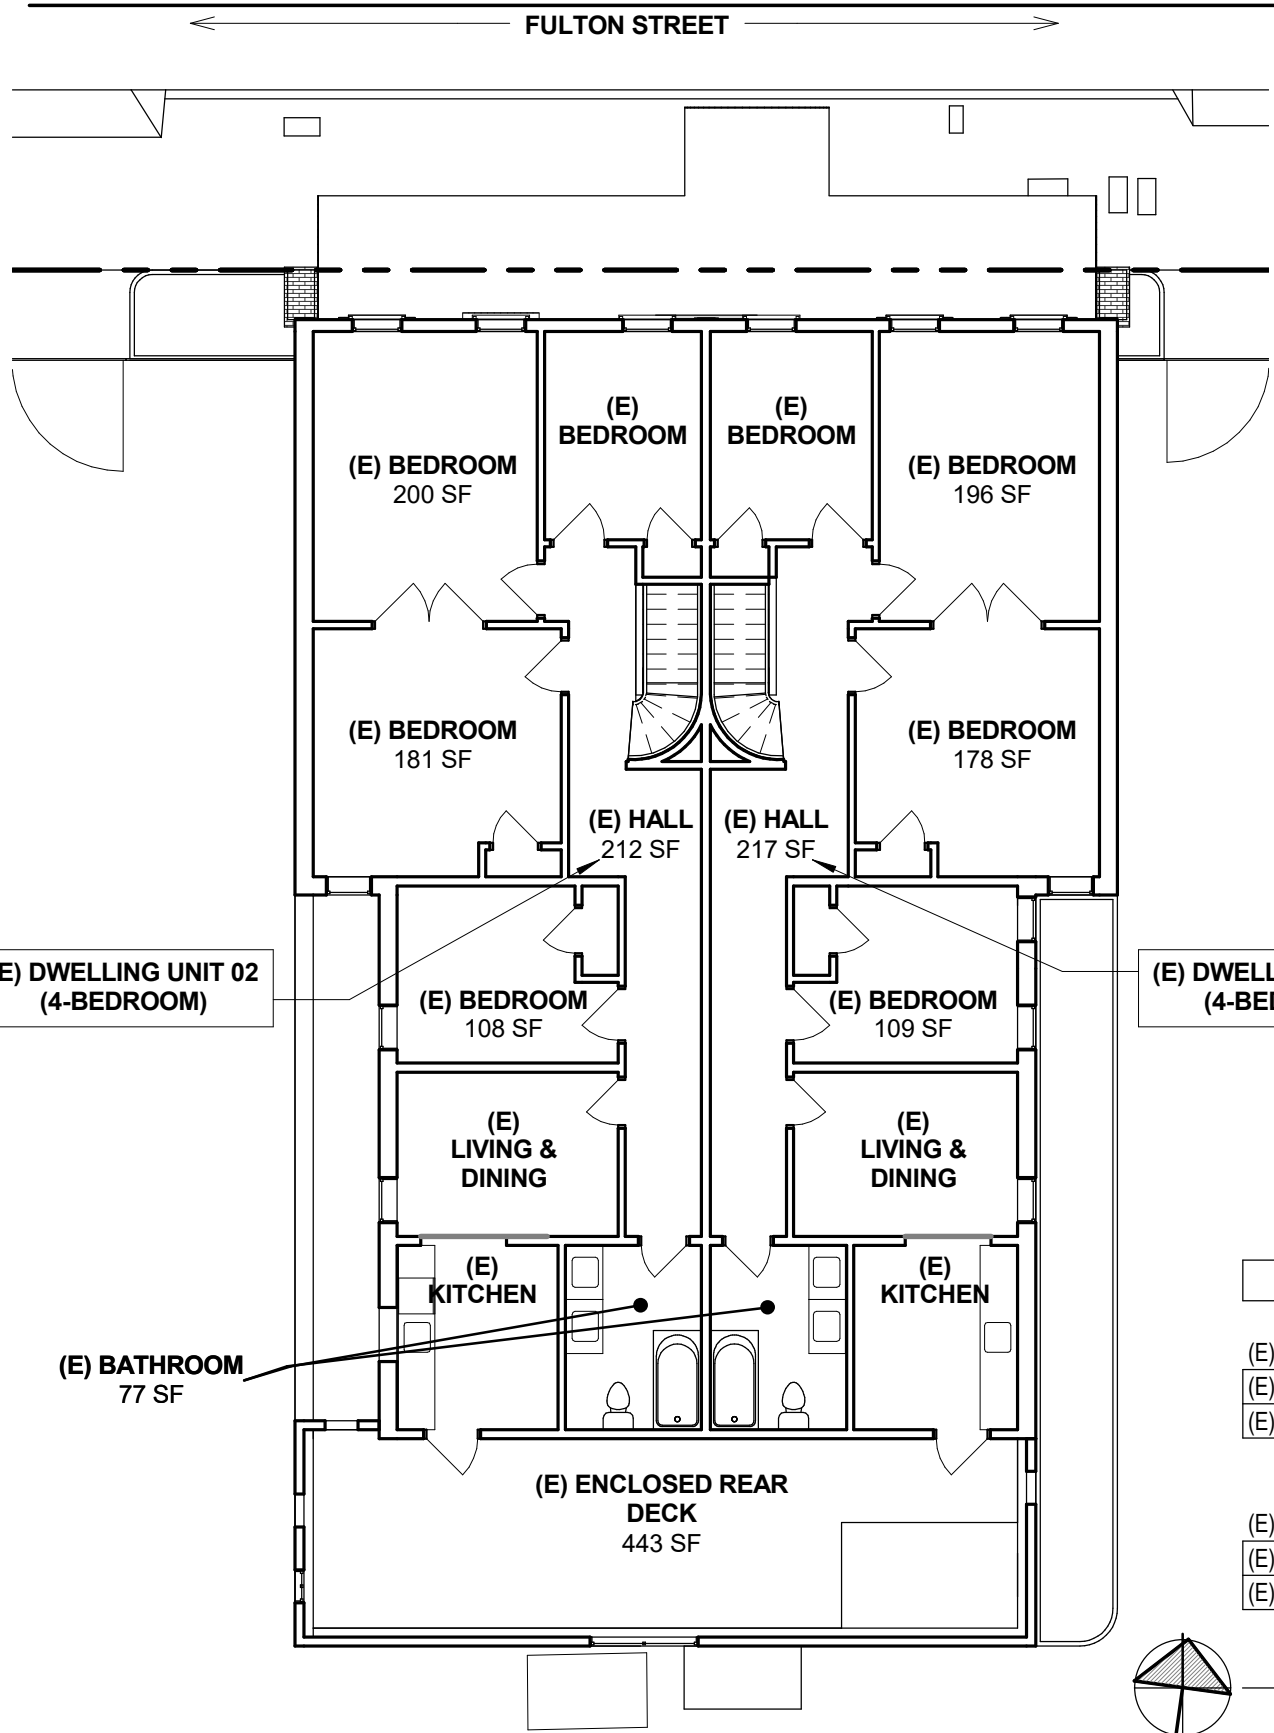 FULTON STREET
(E)
BEDROOM
(E)
BEDROOM
(E) BEDROOM
200 SF
(E) BEDROOM
196 SF
(E) BEDROOM
181 SF
(E) BEDROOM
178 SF
(E) HALL
212 SF
(E) HALL
217 SF
E) DWELLING UNIT 02
(4-BEDROOM)
(E) DWELL
(4-BED
(E) BEDROOM
108 SF
(E) BEDROOM
109 SF
(E)
LIVING &
DINING
(E)
LIVING &
DINING
(E)
KITCHEN
(E)
KITCHEN
(E) BATHROOM
77 SF
(E)
(E)
(E)
(E) ENCLOSED REAR
DECK
443 SF
(E)
(E)
(E)